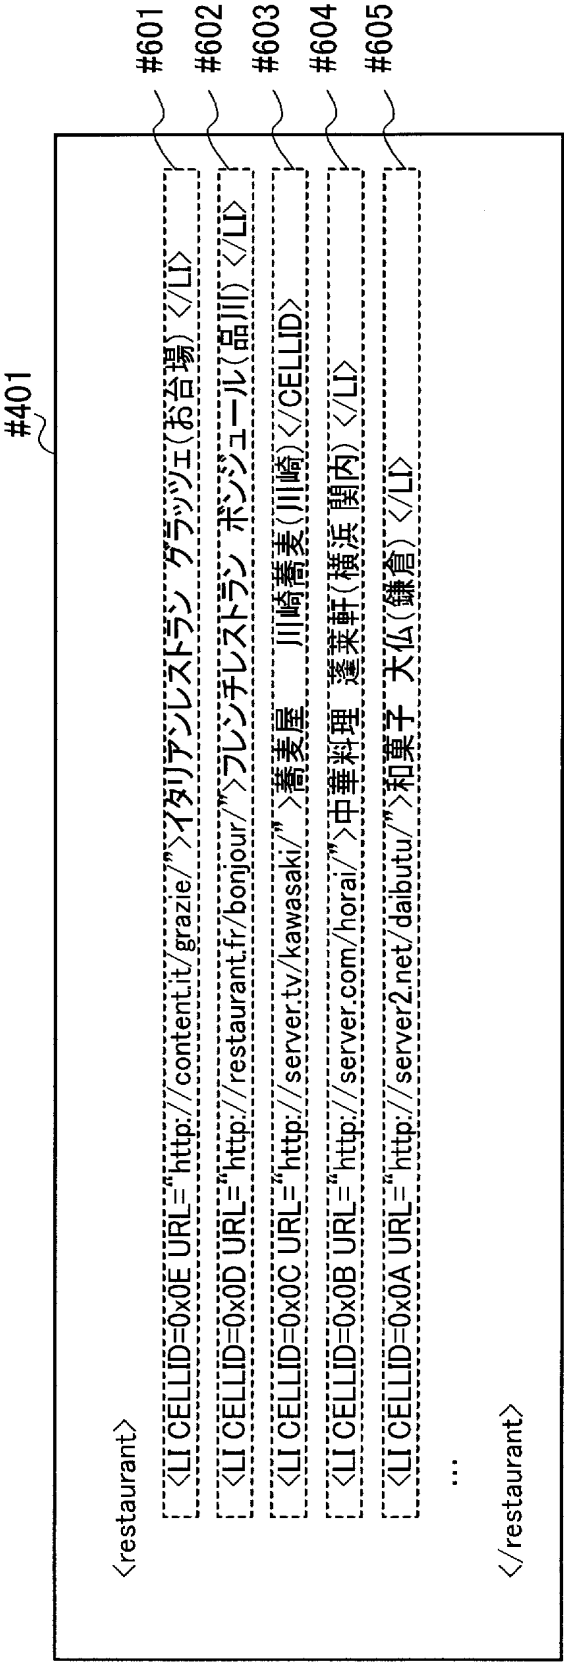 #401
<restaurant>
<LI CELLID=0x0E URL=“http://content.it/grazie/”>イタリアンレストラン　グラッツェ(お台場) </LI>
#601
<LI CELLID=0x0D URL=“http://restaurant.fr/bonjour/”>フレンチレストラン　ボンジュール(品川) </LI>
#602
<LI CELLID=0x0C URL=“http://server.tv/kawasaki/” >蕎麦屋　　川崎蕎麦(川崎)</CELLID>
#603
<LI CELLID=0x0B URL=“http://server.com/horai/”>中華料理　蓬莱軒(横浜 関内) </LI>
#604
<LI CELLID=0x0A URL=“http://server2.net/daibutu/”>和菓子　大仏(鎌倉) </LI>
#605
...
</restaurant>